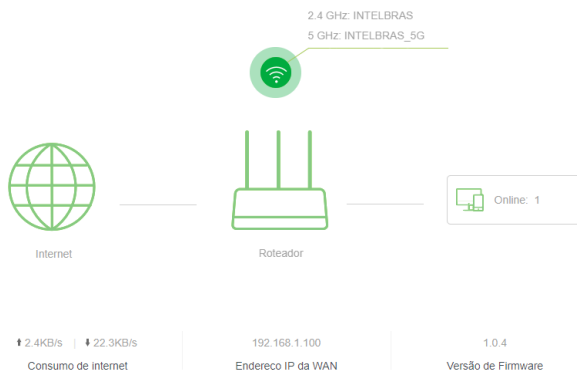 2.4 GHz: INTELBRAS
5 GHz: INTELBRAS_5G
Online: 1
Internet
Roteador
2.4KB/s 22.3KB/s
192.168.1.100
1.0.4
Consumo de internet
Endereco IP da WAN
Versão de Firmware